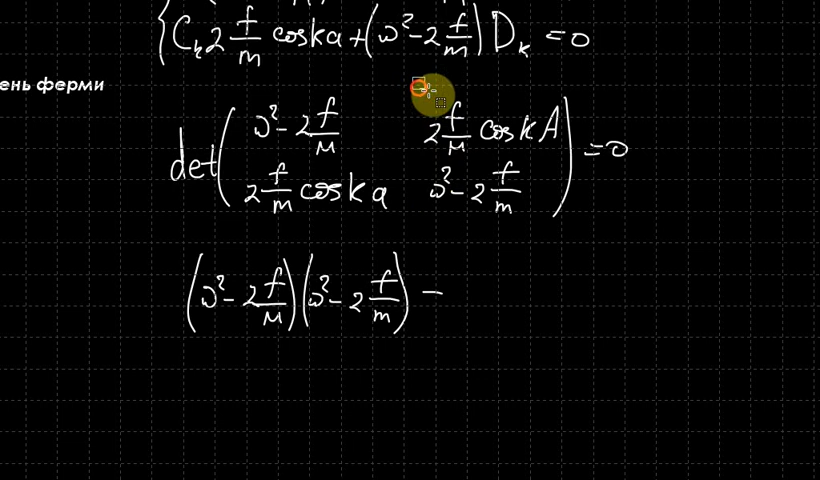 { C_k 2 f/m cos ka + (ω² - 2 f/m) D_k = 0
ень ферми
det( ω² - 2 f/M   2 f/M cos kA
2 f/m cos ka   ω² - 2 f/m ) = 0
(ω² - 2 f/M)(ω² - 2 f/m) -